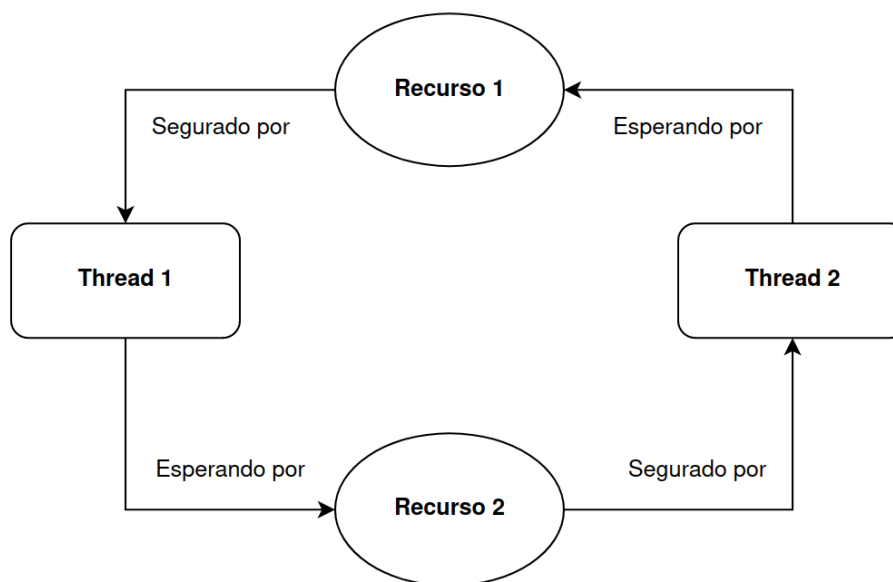 Recurso 1
Segurado por
Esperando por
Thread 1
Thread 2
Esperando por
Segurado por
Recurso 2